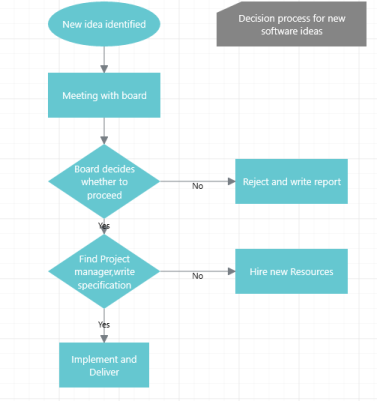 New idea identified
Decision process for new
software ideas
Meeting with board
Board decides
whether to
proceed
No
Reject and write report
Yes
Find Project
manager,write
specification
No
Hire new Resources
Yes
Implement and
Deliver